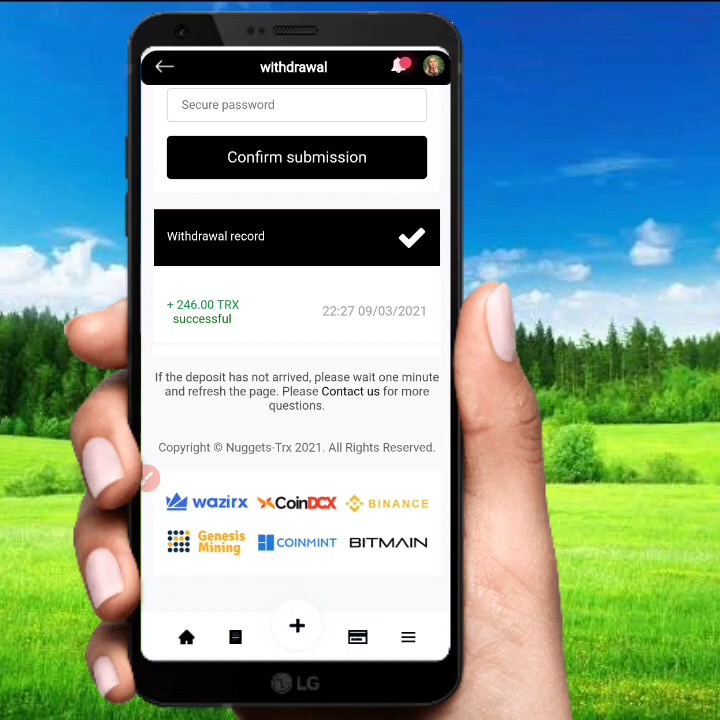 withdrawal
Secure password
Confirm submission
Withdrawal record
+ 246.00 TRX
successful
22:27 09/03/2021
If the deposit has not arrived, please wait one minute
and refresh the page. Please Contact us for more
questions.
Copyright © Nuggets-Trx 2021. All Rights Reserved.
wazirx
CoinDCX
BINANCE
Genesis
Mining
COINMINT
BITMAIN
LG